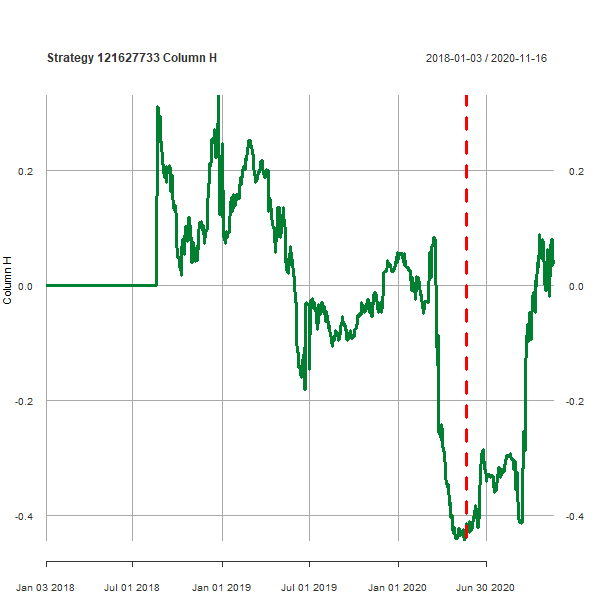 Strategy 121627733 Column H
2018-01-03 / 2020-11-16
Column H
0.2
0.2
0.0
0.0
-0.2
-0.2
-0.4
-0.4
Jan 03 2018
Jul 01 2018
Jan 01 2019
Jul 01 2019
Jan 01 2020
Jun 30 2020